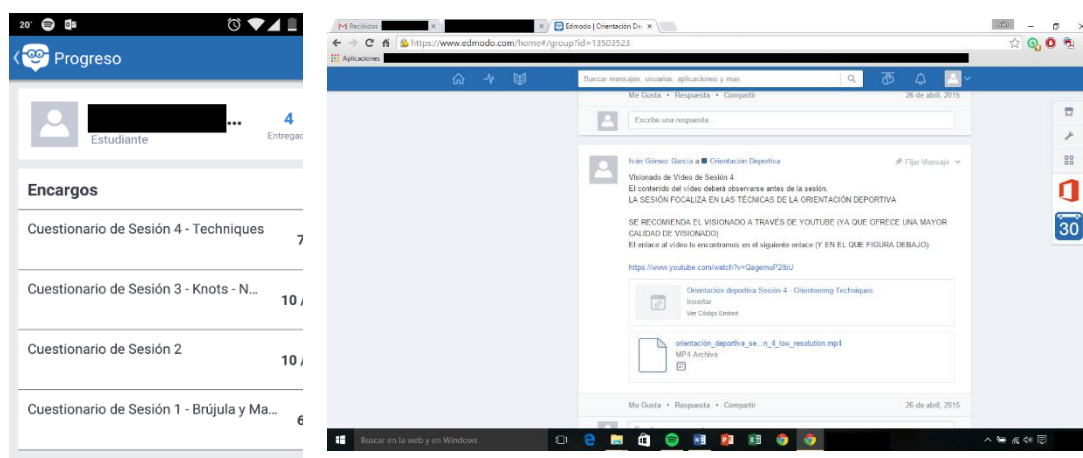 20°
Progreso
...
Estudiante
4
Entregad
Encargos
Cuestionario de Sesión 4 - Techniques
7
Cuestionario de Sesión 3 - Knots - N...
10 /
Cuestionario de Sesión 2
10 /
Cuestionario de Sesión 1 - Brújula y Ma...
6
Recibidos
Edmodo | Orientación De
https://www.edmodo.com/home#/group?id=13503523
Aplicaciones
Buscar mensajes, usuarios, aplicaciones y mas
Me Gusta • Respuesta • Compartir
26 de abril, 2015
Escribe una respuesta...
Iván Gómez García a Orientación Deportiva
Fijar Mensaje
Visionado de Vídeo de Sesión 4
El contenido del vídeo deberá observarse antes de la sesión.
LA SESIÓN FOCALIZA EN LAS TÉCNICAS DE LA ORIENTACIÓN DEPORTIVA
SE RECOMIENDA EL VISIONADO A TRAVÉS DE YOUTUBE (YA QUE OFRECE UNA MAYOR
CALIDAD DE VISIONADO)
El enlace al vídeo lo encontramos en el siguiente enlace (Y EN EL QUE FIGURA DEBAJO):
https://www.youtube.com/watch?v=QagemuP2IbU
Orientación deportiva Sesión 4 - Orienteering Techniques
Insertar
Ver Código Embed
orientación_deportiva_se...n_4_low_resolution.mp4
MP4 Archivo
Me Gusta • Respuesta • Compartir
26 de abril, 2015
30
Buscar en la web y en Windows